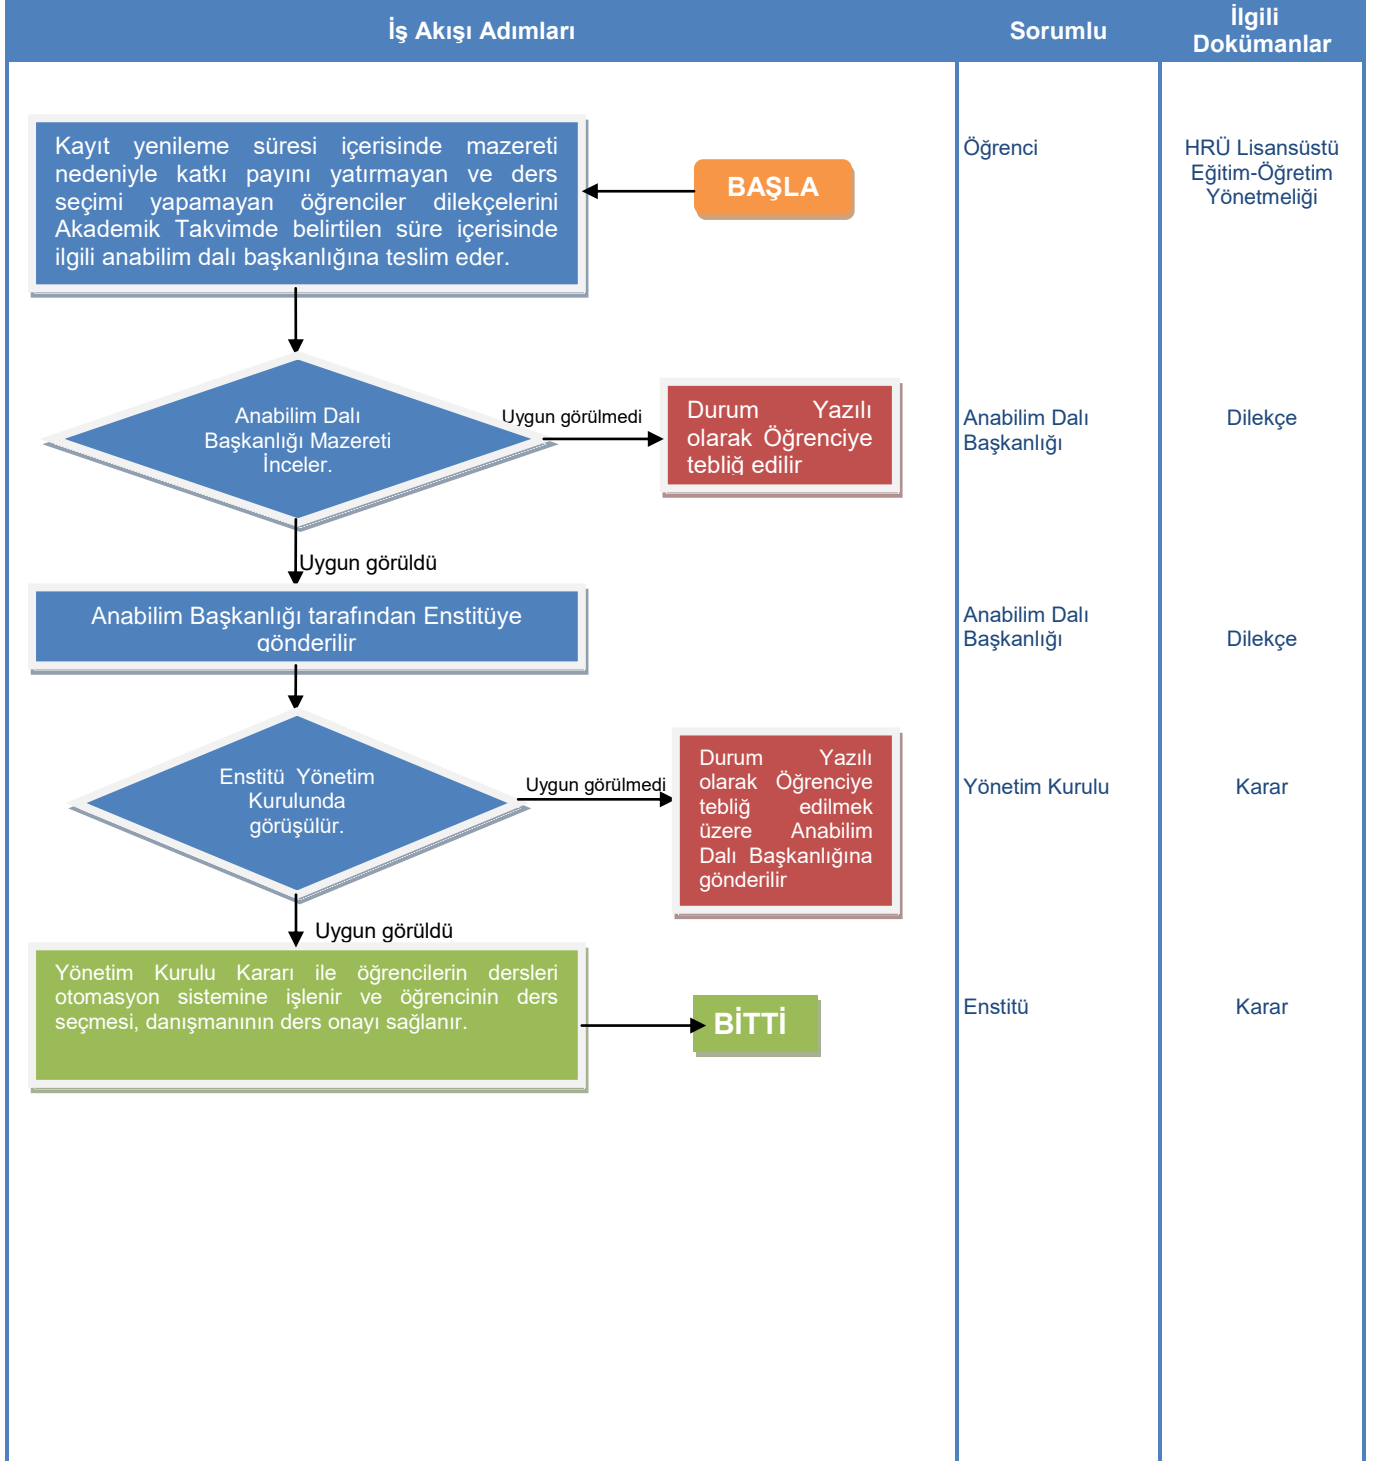 İş Akışı Adımları
Sorumlu
İlgili
Dokümanlar
Kayıt yenileme süresi içerisinde mazereti
nedeniyle katkı payını yatırmayan ve ders
seçimi yapamayan öğrenciler dilekçelerini
Akademik Takvimde belirtilen süre içerisinde
ilgili anabilim dalı başkanlığına teslim eder.
BAŞLA
Öğrenci
HRÜ Lisansüstü
Eğitim-Öğretim
Yönetmeliği
Anabilim Dalı
Başkanlığı Mazereti
İnceler.
Uygun görülmedi
Durum Yazılı
olarak Öğrenciye
tebliğ edilir
Anabilim Dalı
Başkanlığı
Dilekçe
Uygun görüldü
Anabilim Başkanlığı tarafından Enstitüye
gönderilir
Anabilim Dalı
Başkanlığı
Dilekçe
Enstitü Yönetim
Kurulunda
görüşülür.
Uygun görülmedi
Durum Yazılı
olarak Öğrenciye
tebliğ edilmek
üzere Anabilim
Dalı Başkanlığına
gönderilir
Yönetim Kurulu
Karar
Uygun görüldü
Yönetim Kurulu Kararı ile öğrencilerin dersleri
otomasyon sistemine işlenir ve öğrencinin ders
seçmesi, danışmanının ders onayı sağlanır.
BİTTİ
Enstitü
Karar